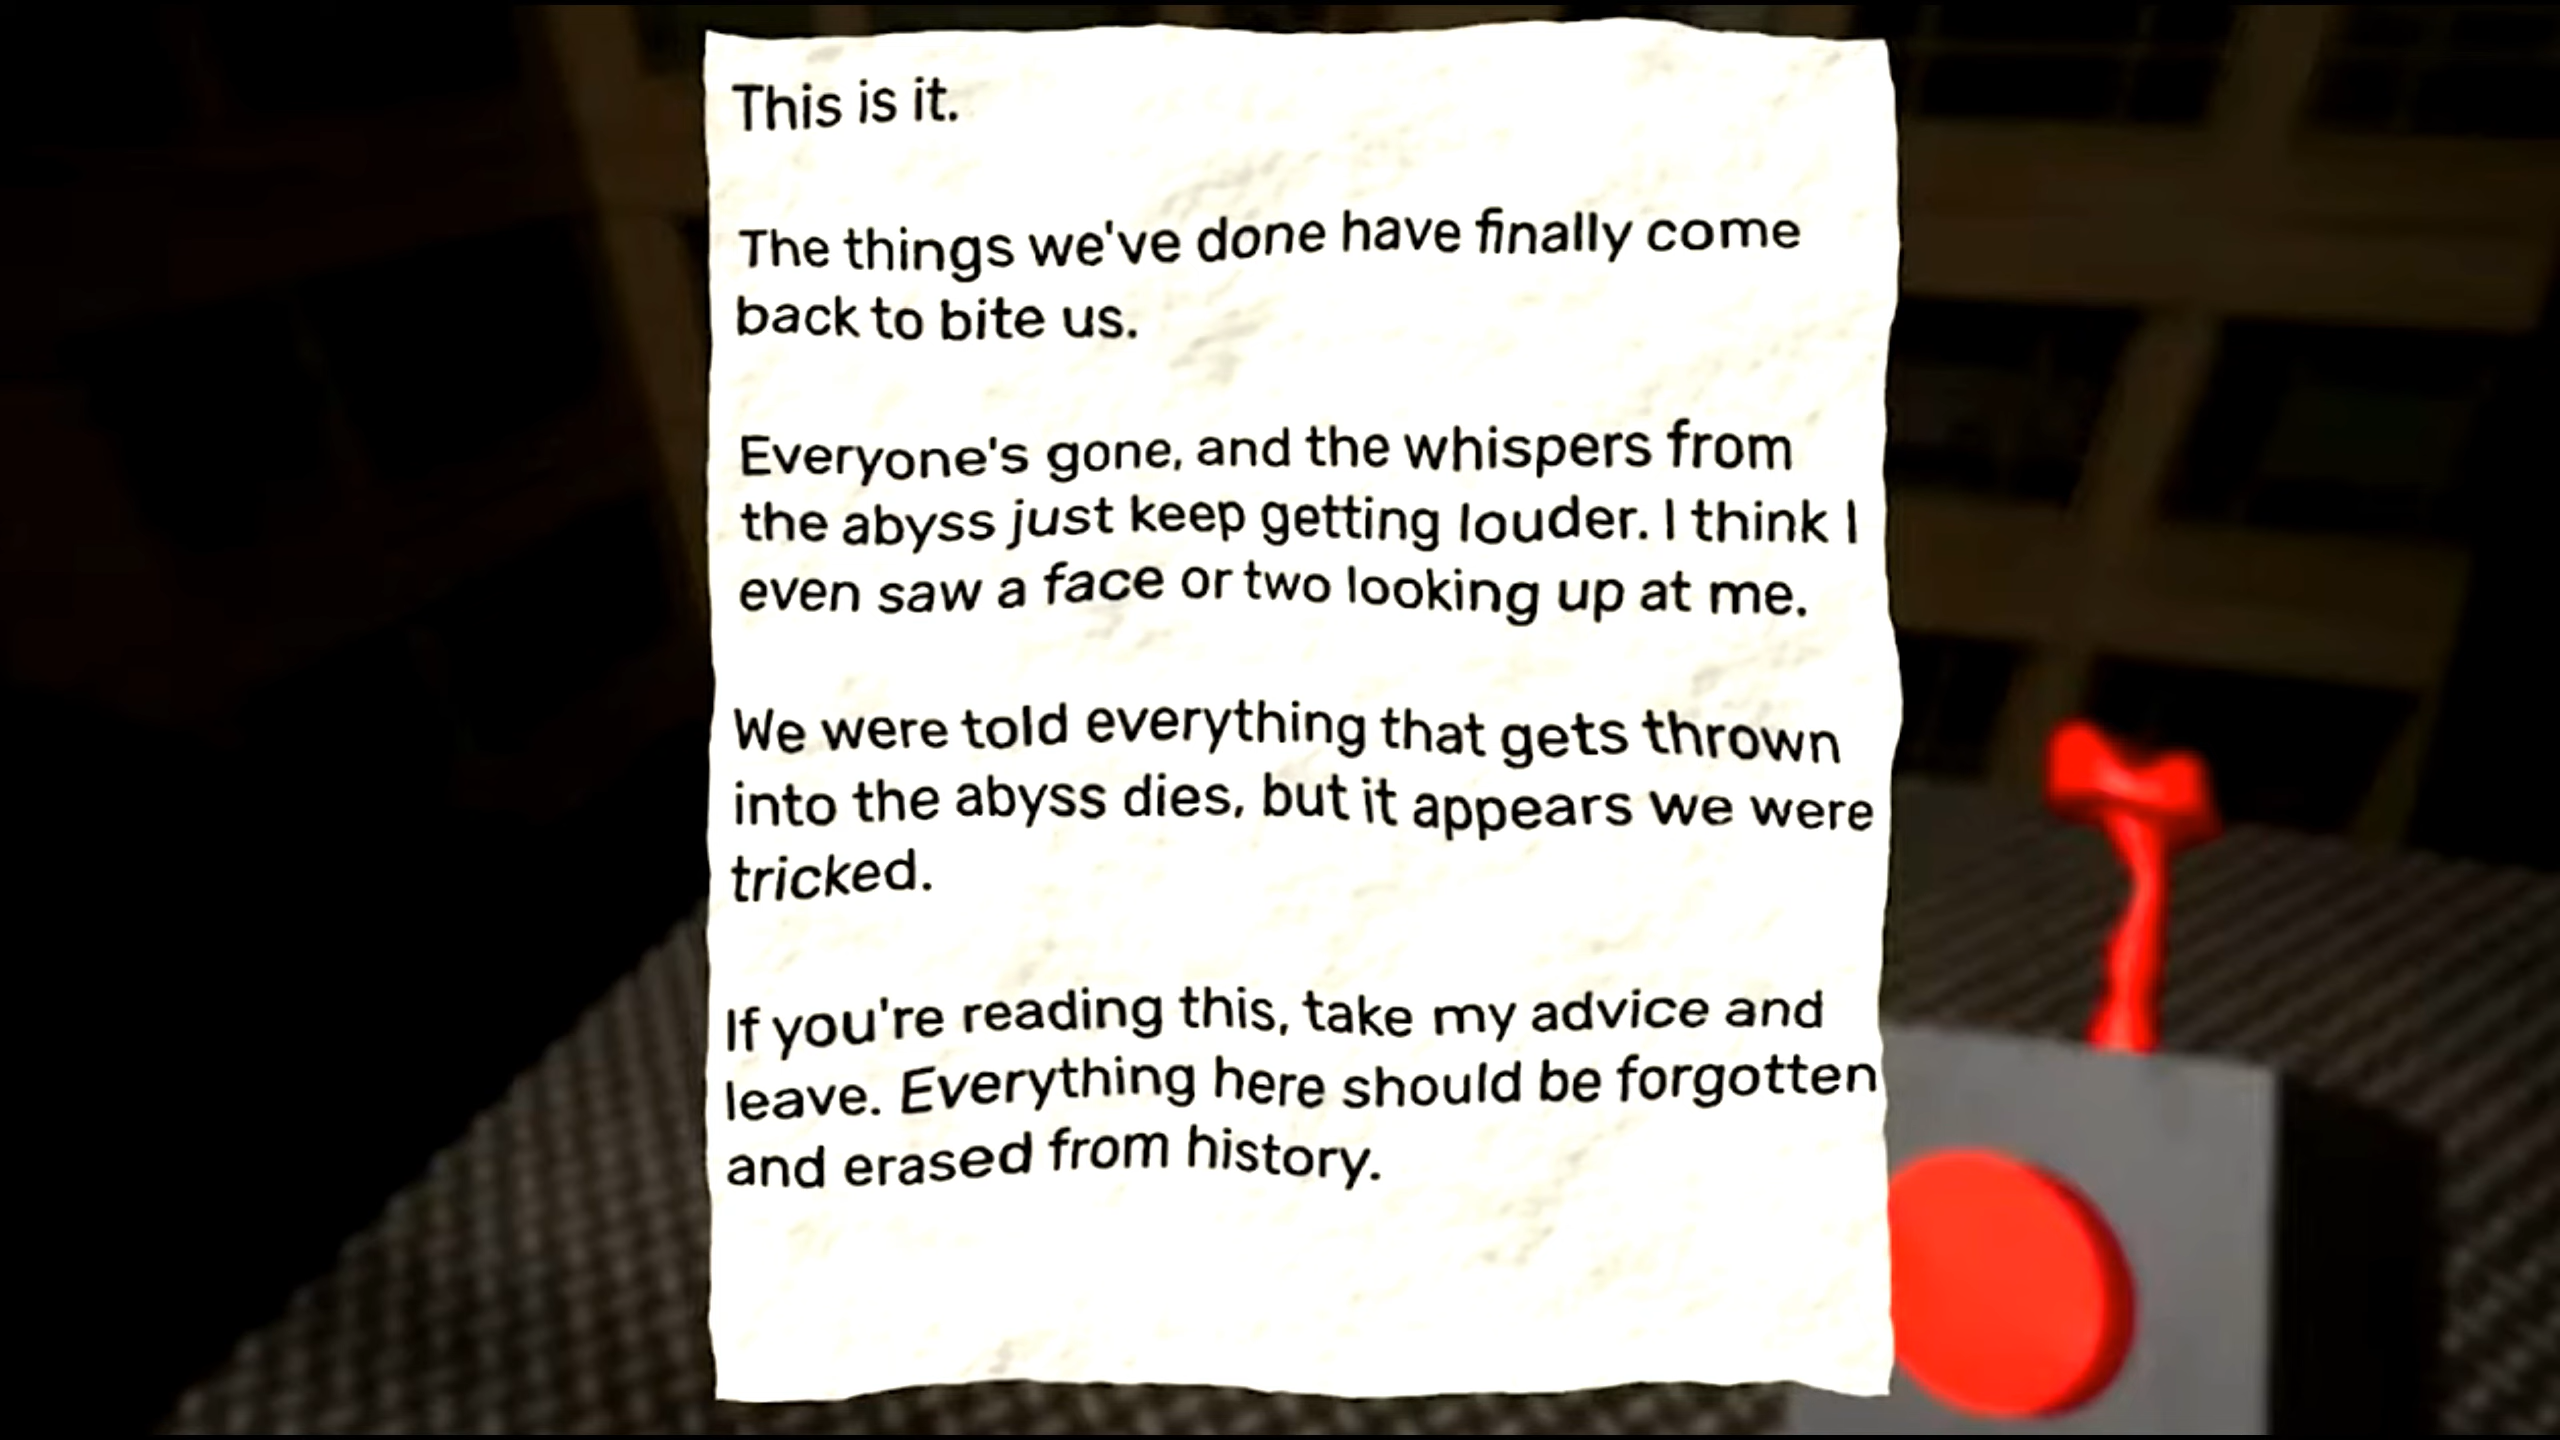 This is it.
The things we've done have finally come
back to bite us.
Everyone's gone, and the whispers from
the abyss just keep getting louder. I think I
even saw a face or two looking up at me.
We were told everything that gets thrown
into the abyss dies, but it appears we were
tricked.
If you're reading this, take my advice and
leave. Everything here should be forgotten
and erased from history.